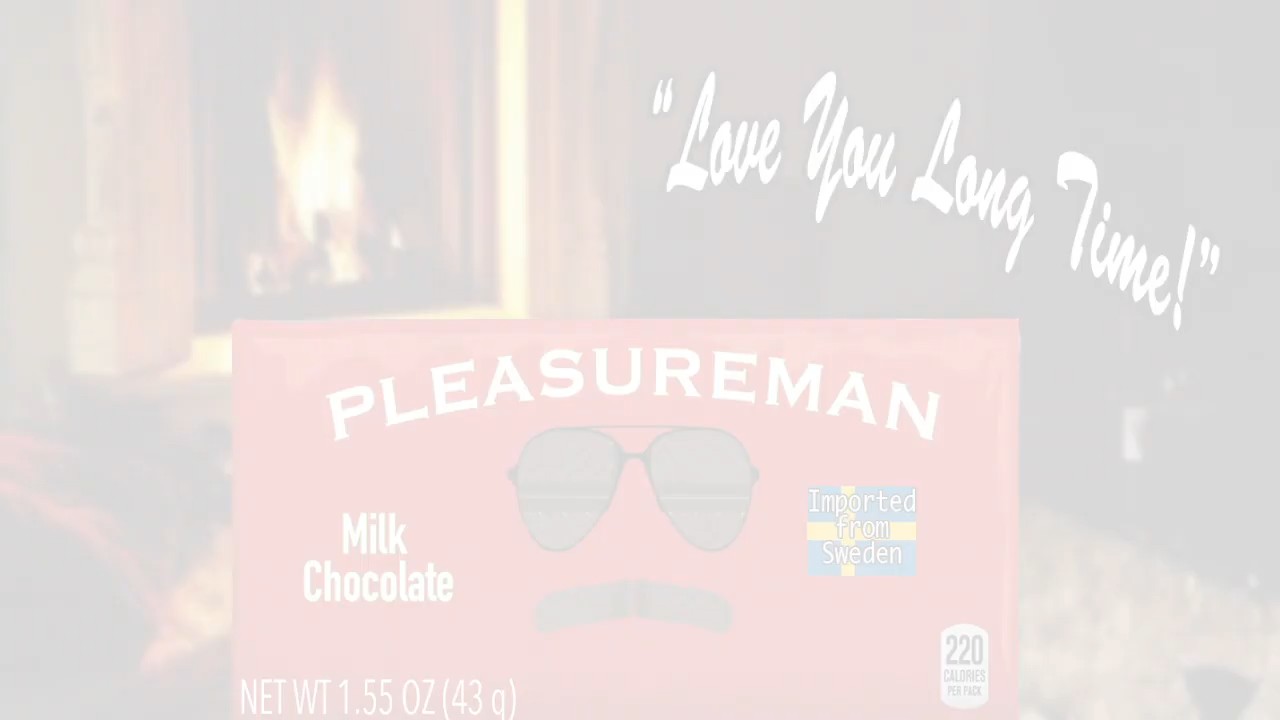 “Love You Long Time!”
PLEASUREMAN
Milk
Chocolate
Imported
from
Sweden
220
CALORIES
PER PACK
NET WT 1.55 OZ (43 g)